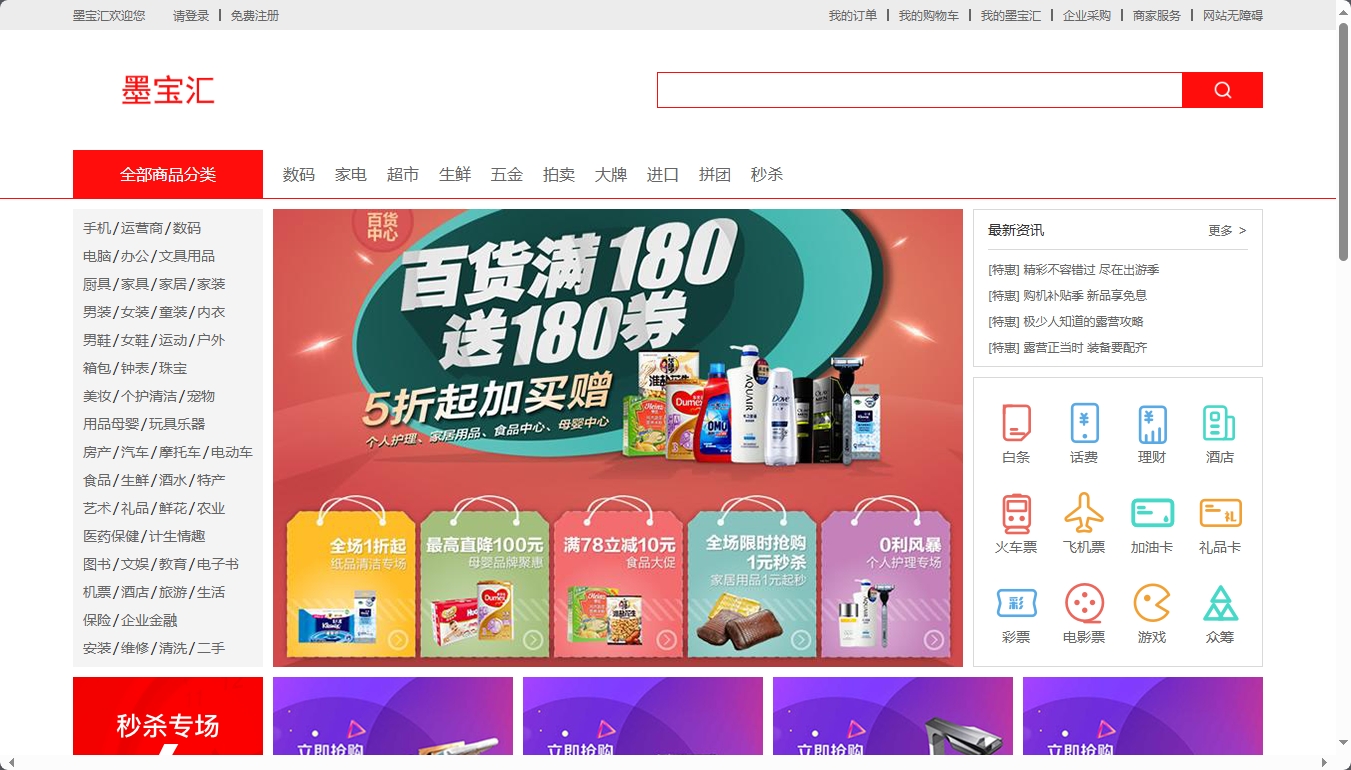 墨宝汇欢迎您 请登录 免费注册 我的订单 我的购物车 我的墨宝汇 企业采购 商家服务 网站无障碍
墨宝汇
全部商品分类 数码 家电 超市 生鲜 五金 拍卖 大牌 进口 拼团 秒杀
手机/运营商/数码
电脑/办公/文具用品
厨具/家具/家居/家装
男装/女装/童装/内衣
男鞋/女鞋/运动/户外
箱包/钟表/珠宝
美妆/个护清洁/宠物
用品母婴/玩具乐器
房产/汽车/摩托车/电动车
食品/生鲜/酒水/特产
艺术/礼品/鲜花/农业
医药保健/计生情趣
图书/文娱/教育/电子书
机票/酒店/旅游/生活
保险/企业金融
安装/维修/清洗/二手
百货
中心
百货满180
送180券
5折起加买赠
个人护理、家居用品、食品中心、母婴中心
Heinz
Dumex
OMO
AQUAIR
Dove
全场1折起
纸品清洁专场
最高直降100元
母婴品牌聚惠
满78立减10元
食品大促
全场限时抢购
1元秒杀
家居用品1元起秒
0利风暴
个人护理专场
最新资讯 更多 >
[特惠] 精彩不容错过 尽在出游季
[特惠] 购机补贴季 新品享免息
[特惠] 极少人知道的露营攻略
[特惠] 露营正当时 装备要配齐
白条 话费 理财 酒店
火车票 飞机票 加油卡 礼品卡
彩票 电影票 游戏 众筹
秒杀专场
立即抢购 立即抢购 立即抢购 立即抢购